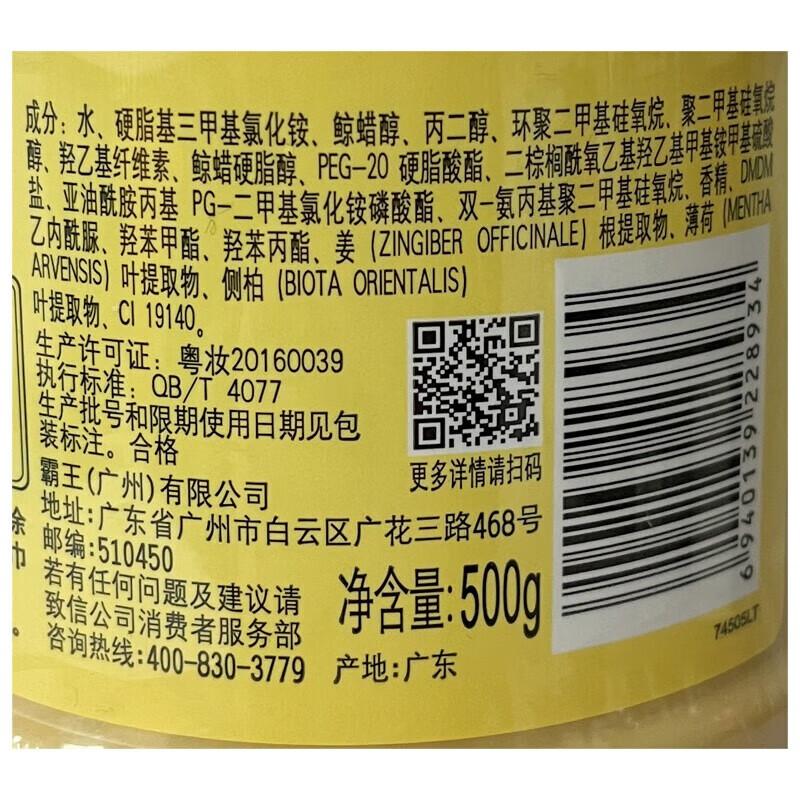 成分：水、硬脂基三甲基氯化铵、鲸蜡醇、丙二醇、环聚二甲基硅氧烷、聚二甲基硅氧烷
醇、羟乙基纤维素、鲸蜡硬脂醇、PEG-20 硬脂酸酯、二棕榈酰氧乙基羟乙基甲基铵甲基硫酸
盐、亚油酰胺丙基 PG-二甲基氯化铵磷酸酯、双-氨丙基聚二甲基硅氧烷、香精、DMDM
乙内酰脲、羟苯甲酯、羟苯丙酯、姜 (ZINGIBER OFFICINALE) 根提取物、薄荷 (MENTHA
ARVENSIS) 叶提取物、侧柏 (BIOTA ORIENTALIS)
叶提取物、CI 19140。
生产许可证：粤妆20160039
执行标准：QB/T 4077
生产批号和限期使用日期见包
装标注。合格
更多详情请扫码
霸王(广州)有限公司
地址:广东省广州市白云区广花三路468号
邮编:510450
若有任何问题及建议请
致信公司消费者服务部
咨询热线:400-830-3779
净含量:500g
产地:广东
6940139228934
74505LT